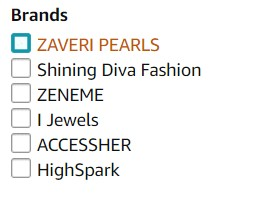 Brands
ZAVERI PEARLS
Shining Diva Fashion
ZENEME
I Jewels
ACCESSHER
HighSpark